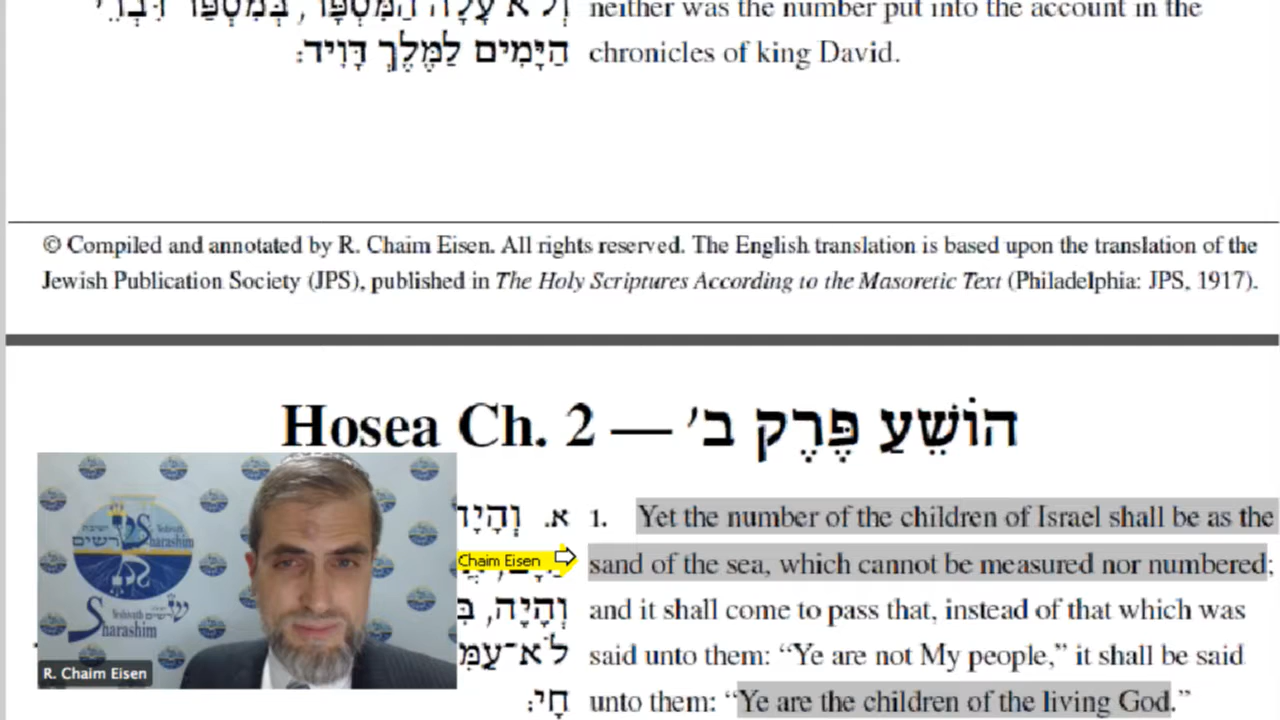 neither was the number put into the account in the
הַיָּמִים לַמֶּלֶךְ דָּוִיד׃ chronicles of king David.
© Compiled and annotated by R. Chaim Eisen. All rights reserved. The English translation is based upon the translation of the
Jewish Publication Society (JPS), published in The Holy Scriptures According to the Masoretic Text (Philadelphia: JPS, 1917).
Hosea Ch. 2 — הוֹשֵׁעַ פֶּרֶק ב׳
א. 1. Yet the number of the children of Israel shall be as the
Chaim Eisen sand of the sea, which cannot be measured nor numbered;
וְהָיָה, and it shall come to pass that, instead of that which was
said unto them: “Ye are not My people,” it shall be said
חָי׃ unto them: “Ye are the children of the living God.”
ישיבת שרשים
Sharashim
Yeshivath
Sharashim
R. Chaim Eisen